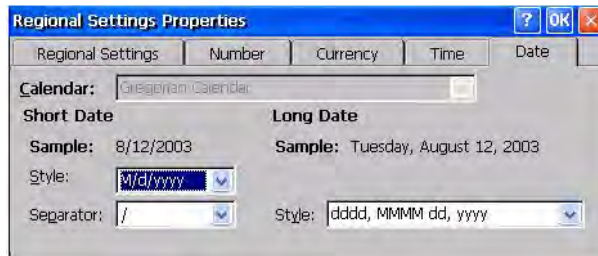 Regional Settings Properties ? OK ×
Regional Settings Number Currency Time Date
Calendar: Gregorian Calendar
Short Date Long Date
Sample: 8/12/2003 Sample: Tuesday, August 12, 2003
Style: M/d/yyyy
Separator: / Style: dddd, MMMM dd, yyyy